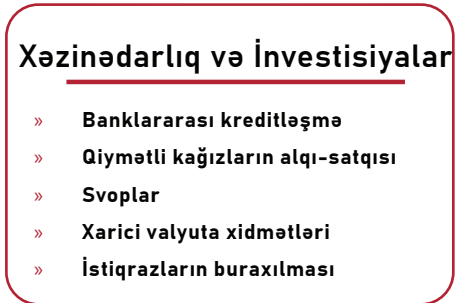 Xəzinədarlıq və İnvestisiyalar
» Banklararası kreditləşmə
» Qiymətli kağızların alqı-satqısı
» Svoplar
» Xarici valyuta xidmətləri
» İstiqrazların buraxılması